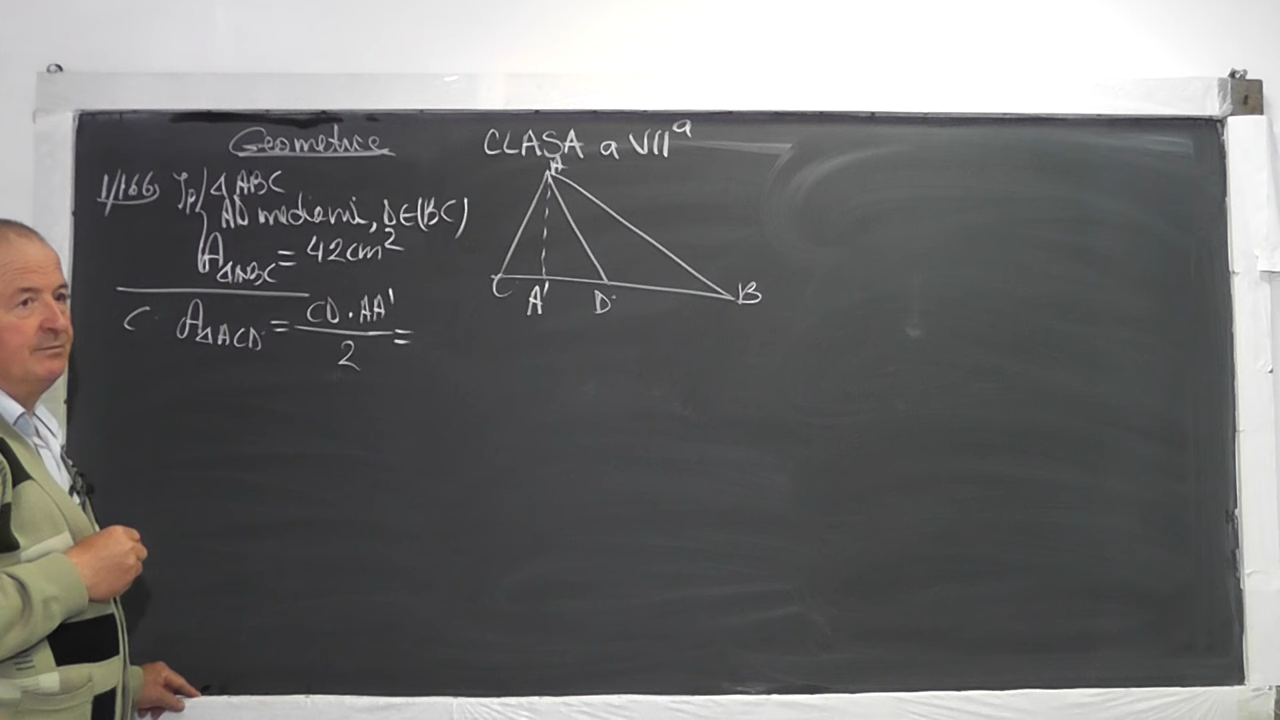 Geometrie
CLASA a VII a
1/166) Ip △ABC
AD mediană, D∈(BC)
A△ABC = 42cm²
C A△ACD = CD·AA' / 2 =
A
C A' D B